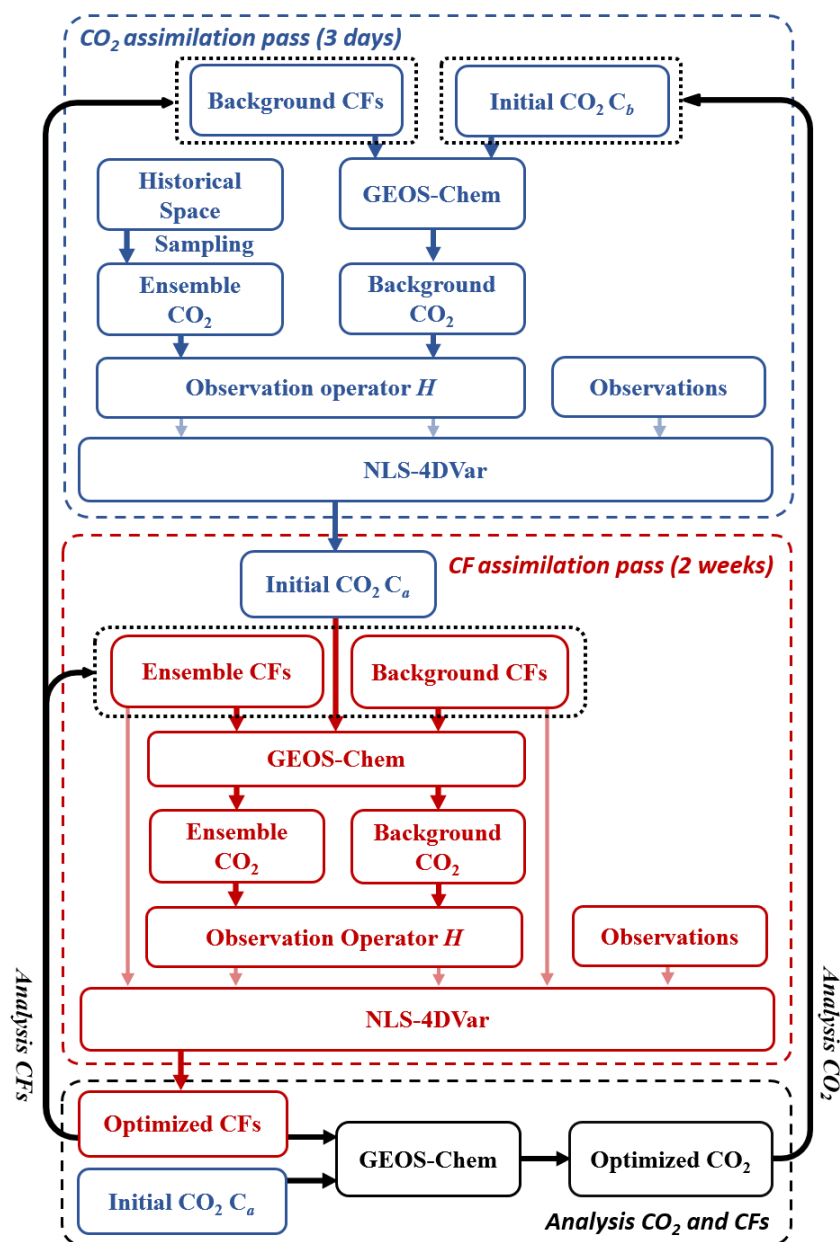 CO₂ assimilation pass (3 days)
Background CFs
Initial CO₂ C_b
Historical
Space
GEOS-Chem
Sampling
Ensemble
CO₂
Background
CO₂
Observation operator H
Observations
NLS-4DVar
Initial CO₂ C_a
CF assimilation pass (2 weeks)
Ensemble CFs
Background CFs
GEOS-Chem
Ensemble
CO₂
Background
CO₂
Observation Operator H
Observations
NLS-4DVar
Analysis CFs
Analysis CO₂
Optimized CFs
GEOS-Chem
Optimized CO₂
Initial CO₂ C_a
Analysis CO₂ and CFs